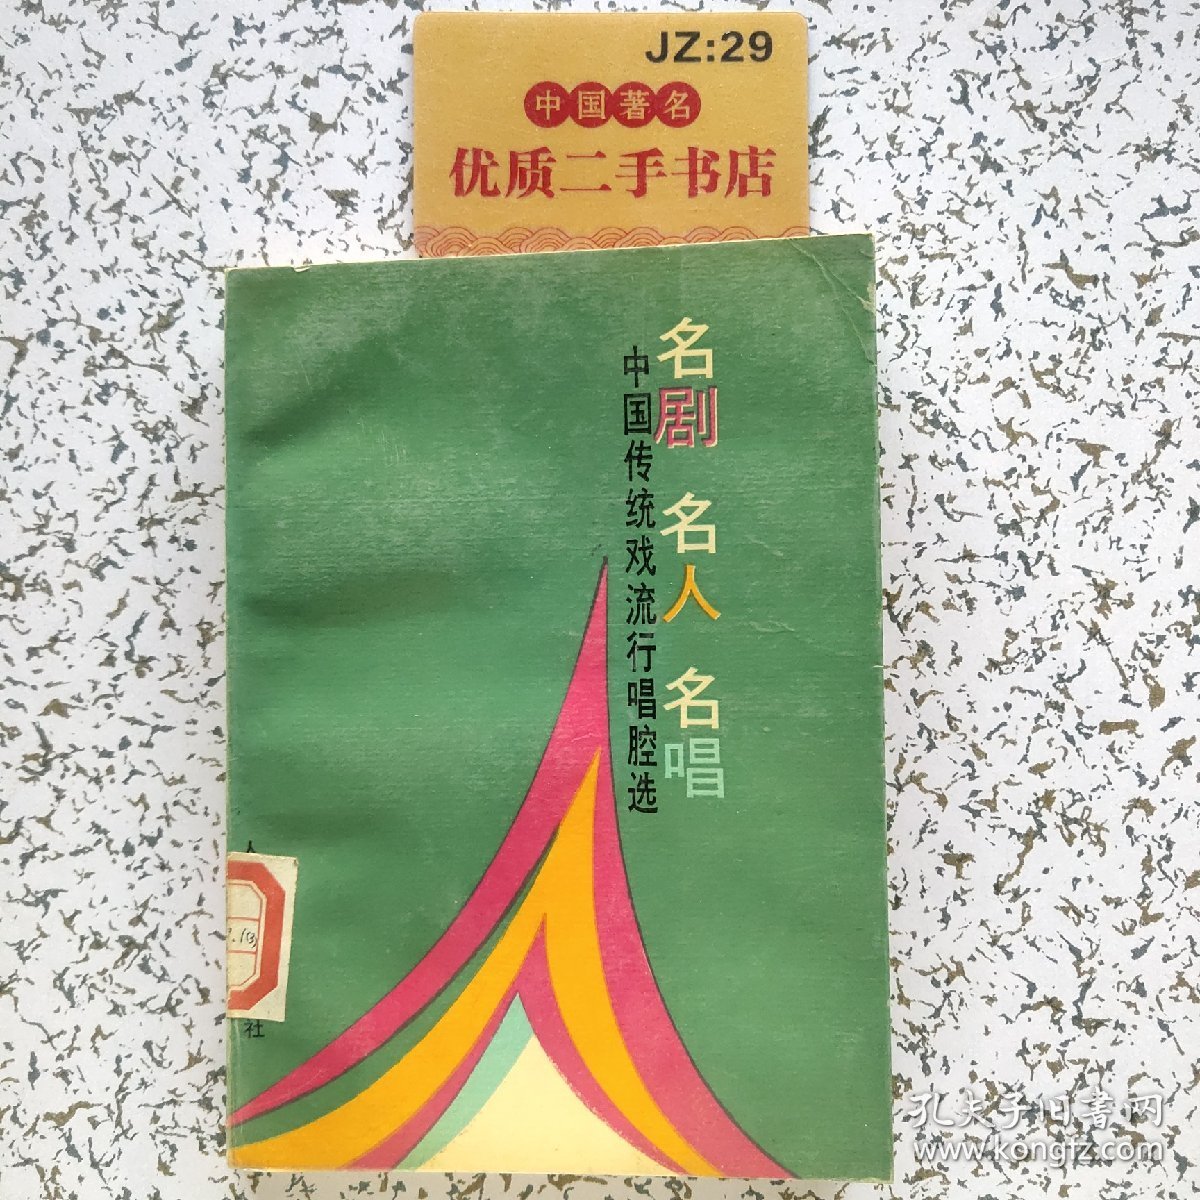 JZ:29
中国著名
优质二手书店
名剧 名人 名唱
中国传统戏流行唱腔选
人
社
孔夫子旧书网
www.kongfz.com